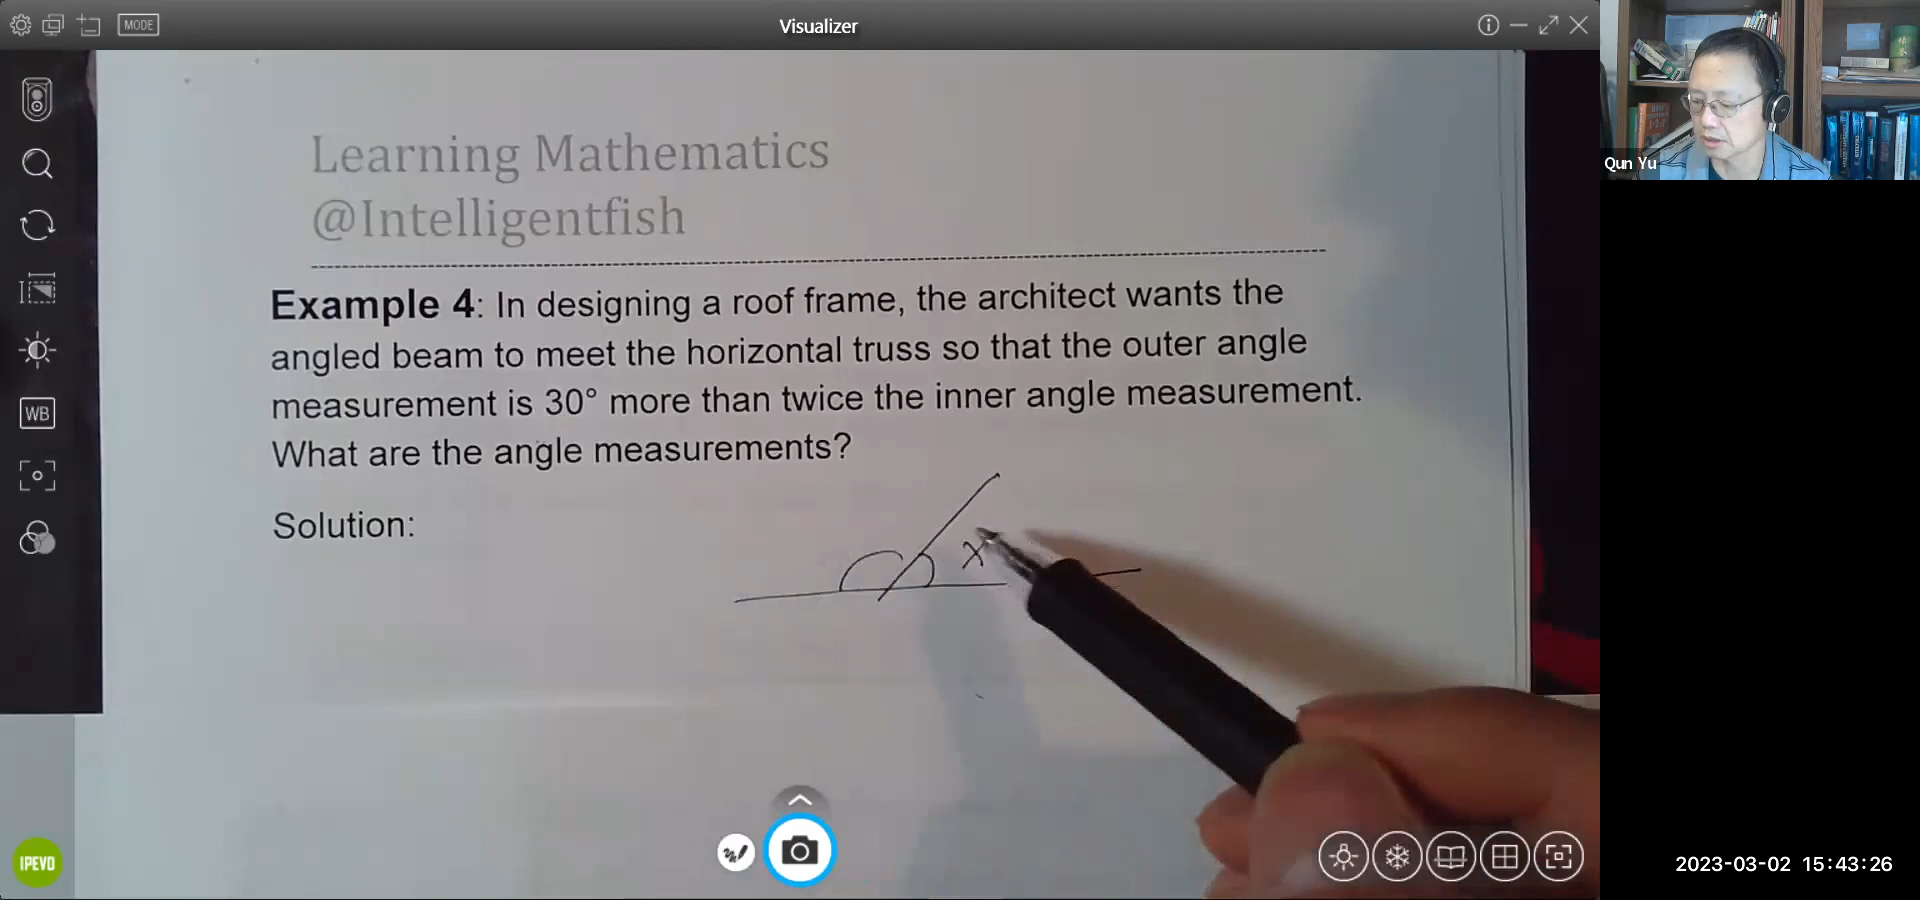 MODE
Visualizer
Qun Yu
Learning Mathematics
@Intelligentfish
Example 4: In designing a roof frame, the architect wants the
angled beam to meet the horizontal truss so that the outer angle
measurement is 30° more than twice the inner angle measurement.
What are the angle measurements?
Solution:
x
WB
IPEVO
2023-03-02 15:43:26